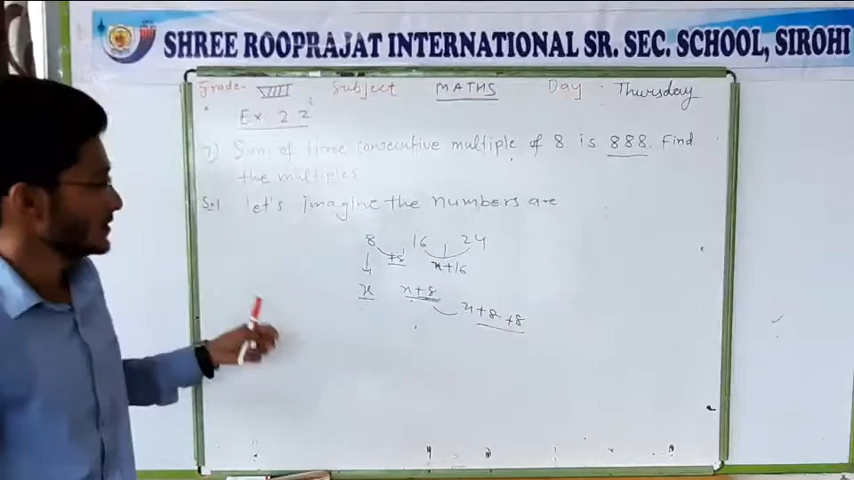 SHREE ROOPRAJAT INTERNATIONAL SR. SEC. SCHOOL, SIROHI
Grade- VIII Subject MATHS Day : Thursday
Ex 2.2
7) Sum of three consecutive multiple of 8 is 888. Find
the multiples
Sol let's imagine the numbers are
8 16 24
+8 x+16
x x+8
x+8 +8